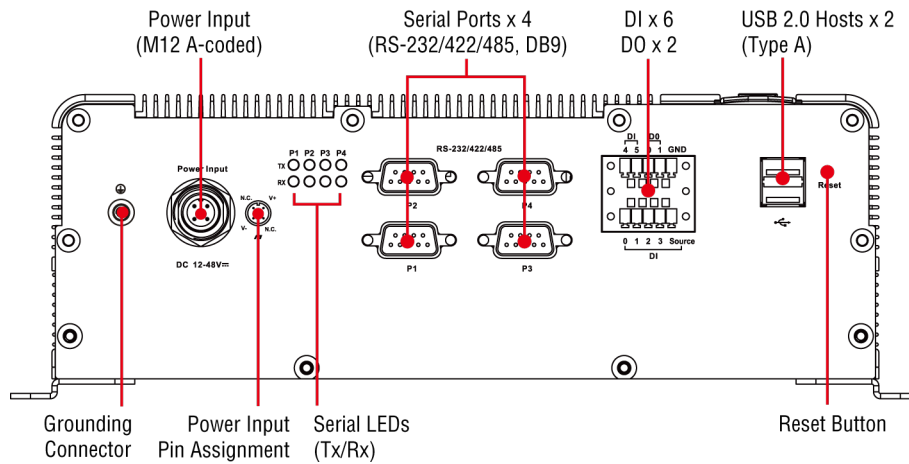 Power Input
(M12 A-coded)
Serial Ports x 4
(RS-232/422/485, DB9)
DI x 6
DO x 2
USB 2.0 Hosts x 2
(Type A)
P1 P2 P3 P4
TX
RX
RS-232/422/485
DI D0
4 5 0 1 GND
Power Input
N.C. V+
V- N.C.
DC 12-48V
P2
P4
P1
P3
0 1 2 3 Source
DI
Reset
Grounding
Connector
Power Input
Pin Assignment
Serial LEDs
(Tx/Rx)
Reset Button